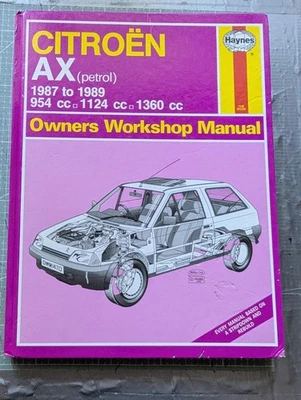 CITROËN
Haynes
AX (petrol)
1987 to 1989
954 cc □ 1124 cc □ 1360 cc
Owners Workshop Manual
EVERY MANUAL BASED ON
A STRIPDOWN AND
REBUILD